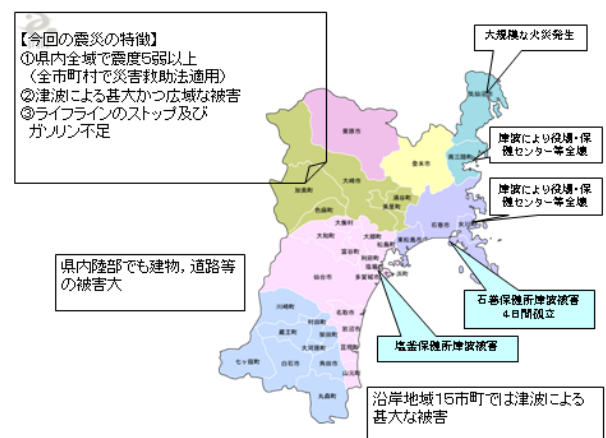 【今回の震災の特徴】
①県内全域で震度5弱以上
(全市町村で災害救助法適用)
②津波による甚大かつ広域な被害
③ライフラインのストップ及び
ガソリン不足
大規模な火災発生
気仙沼市
津波により役場・保
健センター等全壊
南三陸町
栗原市
登米市
大崎市
加美町
色麻町
涌谷町
美里町
津波により役場・保
健センター等全壊
石巻市
女川町
東松島市
大衡村
大和町
大郷町
松島町
富谷町
利府町
塩竈市
七ヶ浜町
多賀城市
仙台市
県内陸部でも建物，道路等
の被害大
石巻保健所津波被害
4日間孤立
塩釜保健所津波被害
川崎町
名取市
村田町
岩沼市
柴田町
蔵王町
大河原町
亘理町
七ヶ宿町
白石市
角田市
山元町
丸森町
沿岸地域15市町では津波による
甚大な被害